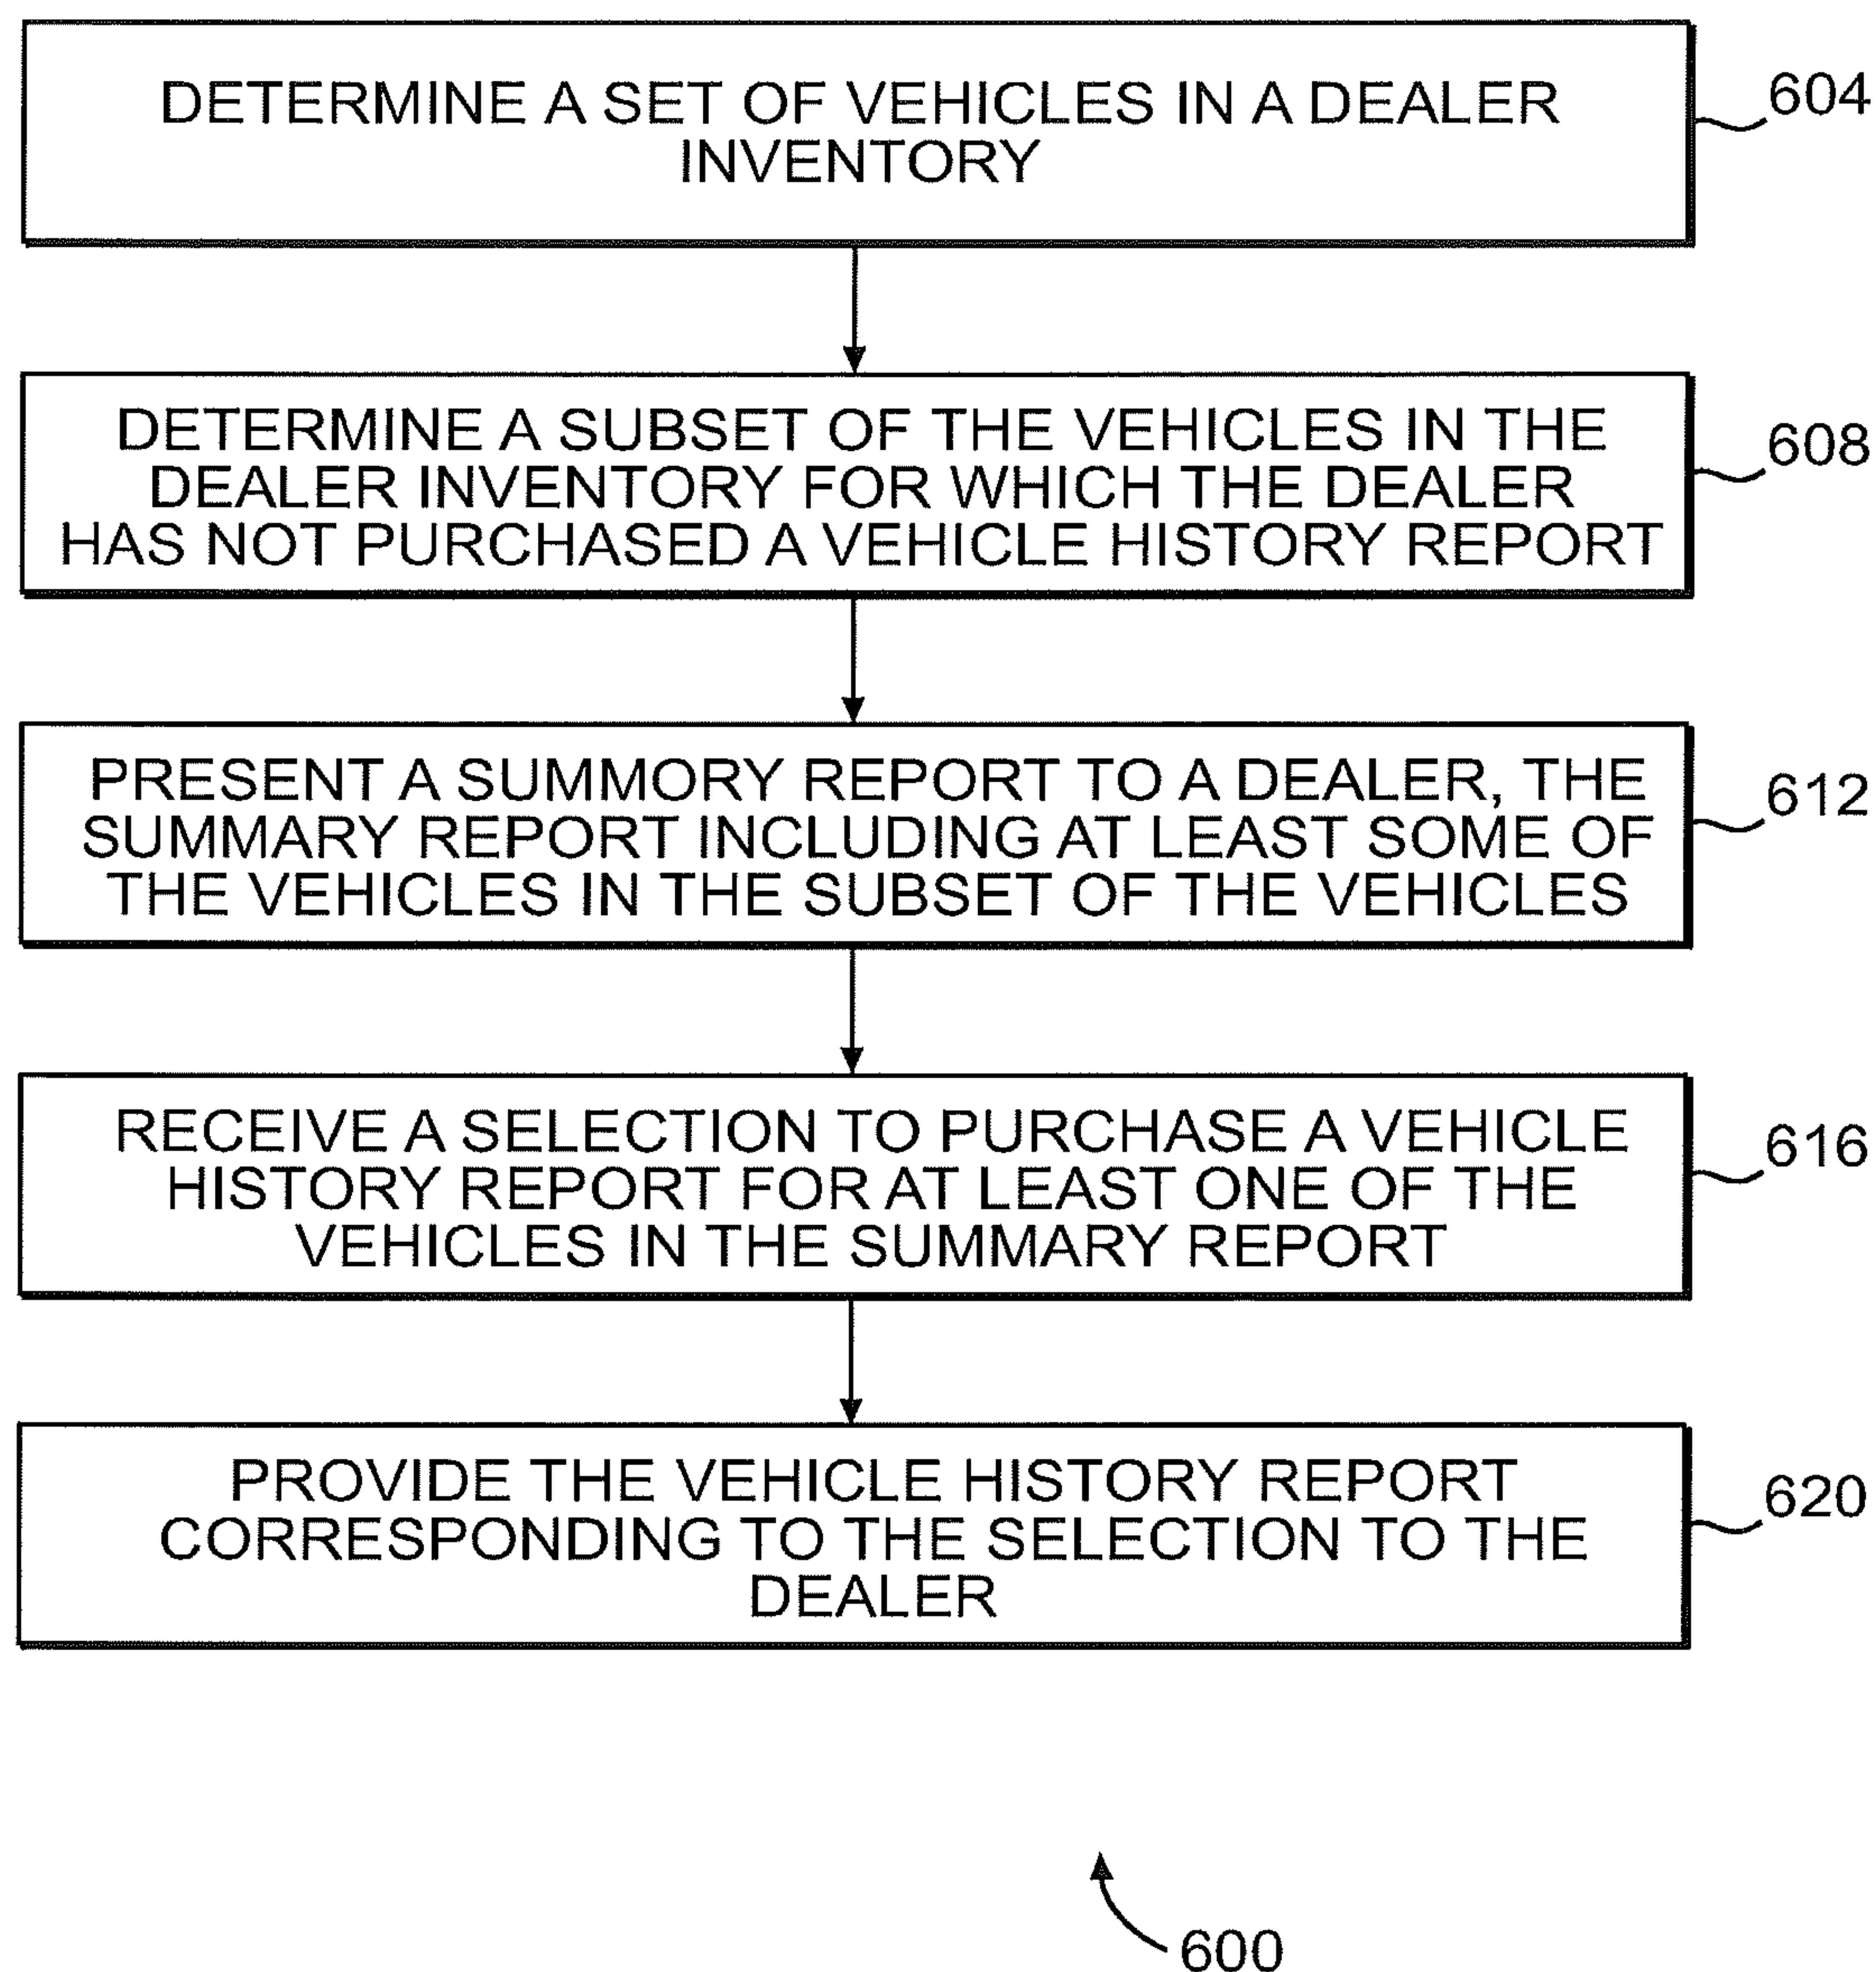 DETERMINE A SET OF VEHICLES IN A DEALER
INVENTORY
604
DETERMINE A SUBSET OF THE VEHICLES IN THE
DEALER INVENTORY FOR WHICH THE DEALER
HAS NOT PURCHASED A VEHICLE HISTORY REPORT
608
PRESENT A SUMMORY REPORT TO A DEALER, THE
SUMMARY REPORT INCLUDING AT LEAST SOME OF
THE VEHICLES IN THE SUBSET OF THE VEHICLES
612
RECEIVE A SELECTION TO PURCHASE A VEHICLE
HISTORY REPORT FOR AT LEAST ONE OF THE
VEHICLES IN THE SUMMARY REPORT
616
PROVIDE THE VEHICLE HISTORY REPORT
CORRESPONDING TO THE SELECTION TO THE
DEALER
620
600